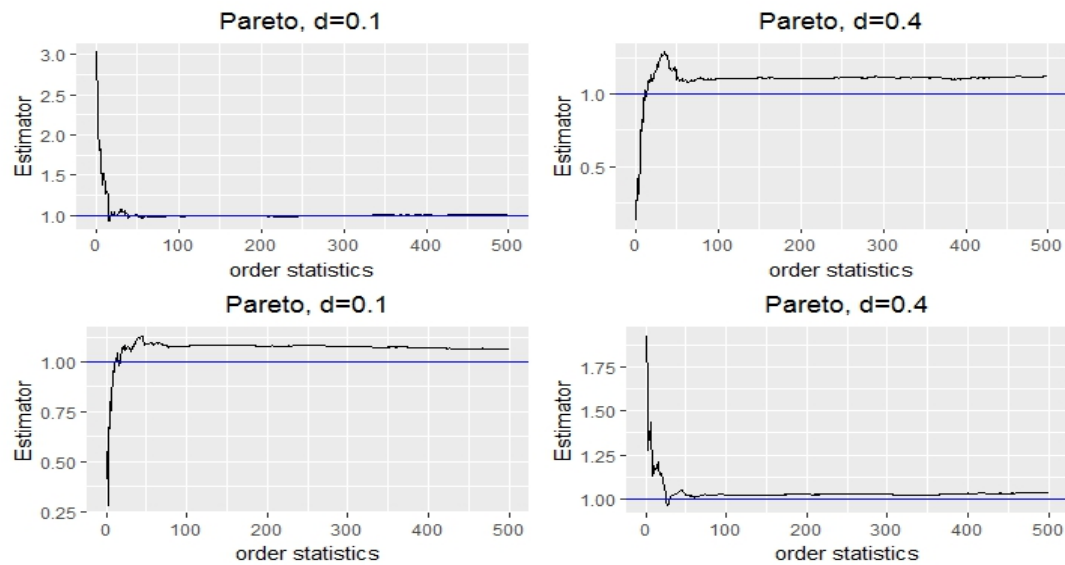 Pareto, d=0.1
Estimator
3.0
2.5
2.0
1.5
1.0
0 100 200 300 400 500
order statistics
Pareto, d=0.4
Estimator
1.0
0.5
0 100 200 300 400 500
order statistics
Pareto, d=0.1
Estimator
1.00
0.75
0.50
0.25
0 100 200 300 400 500
order statistics
Pareto, d=0.4
Estimator
1.75
1.50
1.25
1.00
0 100 200 300 400 500
order statistics